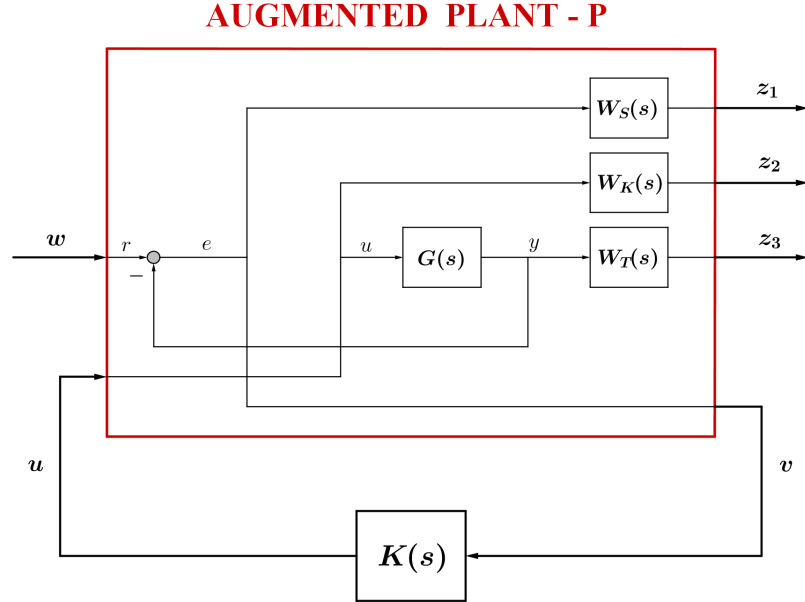 AUGMENTED PLANT - P
W_S(s)
z_1
W_K(s)
z_2
w
r
e
u
G(s)
y
W_T(s)
z_3
−
u
v
K(s)